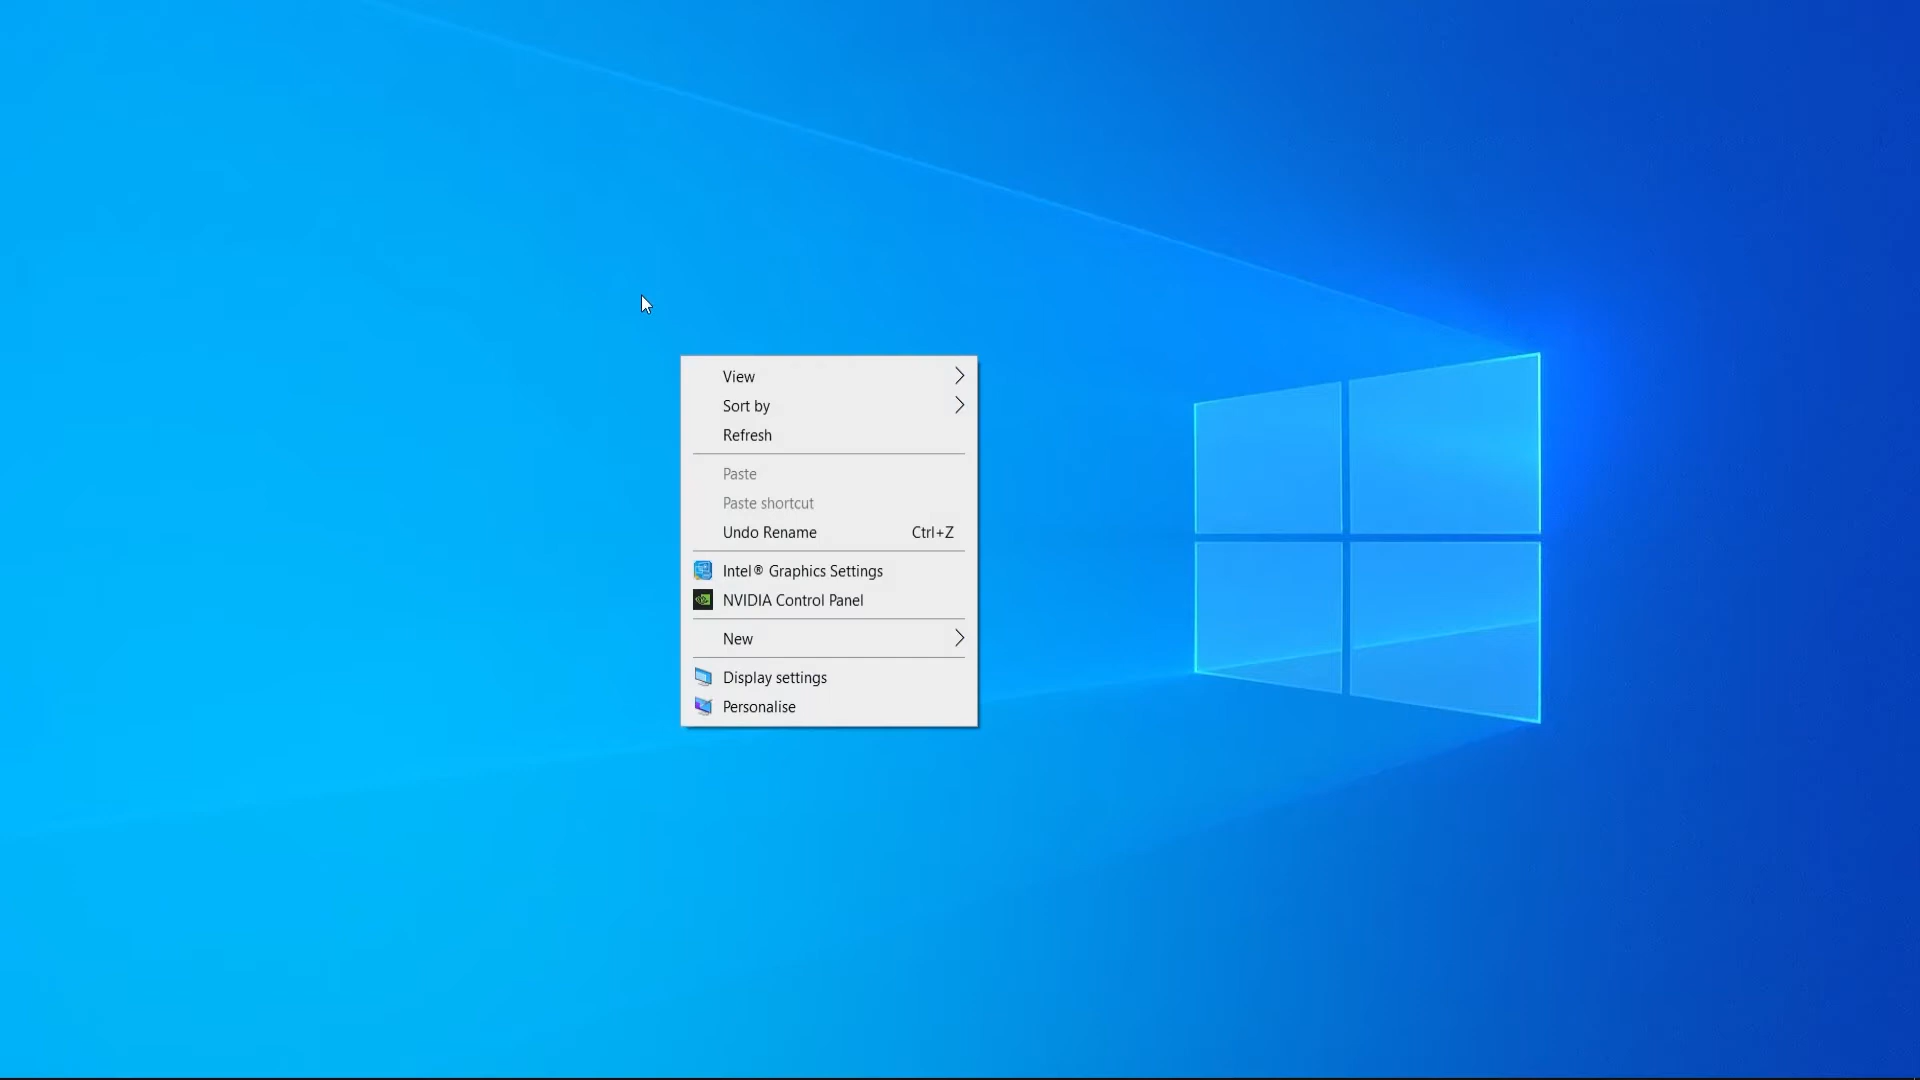 View
Sort by
Refresh
Paste
Paste shortcut
Undo Rename Ctrl+Z
Intel® Graphics Settings
NVIDIA Control Panel
New
Display settings
Personalise